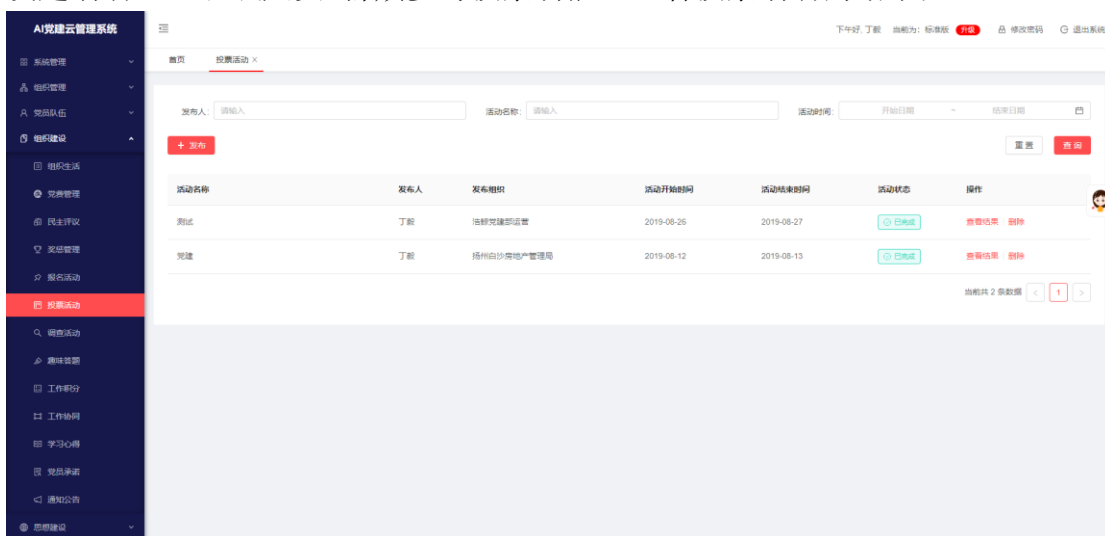 AI党建云管理系统
下午好, 丁毅 当前为: 标准版 升级 修改密码 退出系统
系统管理
首页 投票活动 ×
组织管理
党员队伍
发布人: 请输入 活动名称: 请输入 活动时间: 开始日期 ~ 结束日期
组织建设
+ 发布 重置 查询
组织生活
活动名称 发布人 发布组织 活动开始时间 活动结束时间 活动状态 操作
党费管理
民主评议
测试 丁毅 党建部运营 2019-08-26 2019-08-27 已完成 查看结果 删除
奖惩管理
党建 丁毅 扬州白沙房地产管理局 2019-08-12 2019-08-13 已完成 查看结果 删除
报名活动
当前共 2 条数据 < 1 >
投票活动
调查活动
趣味答题
工作积分
工作协同
学习心得
党员承诺
通知公告
思想建设